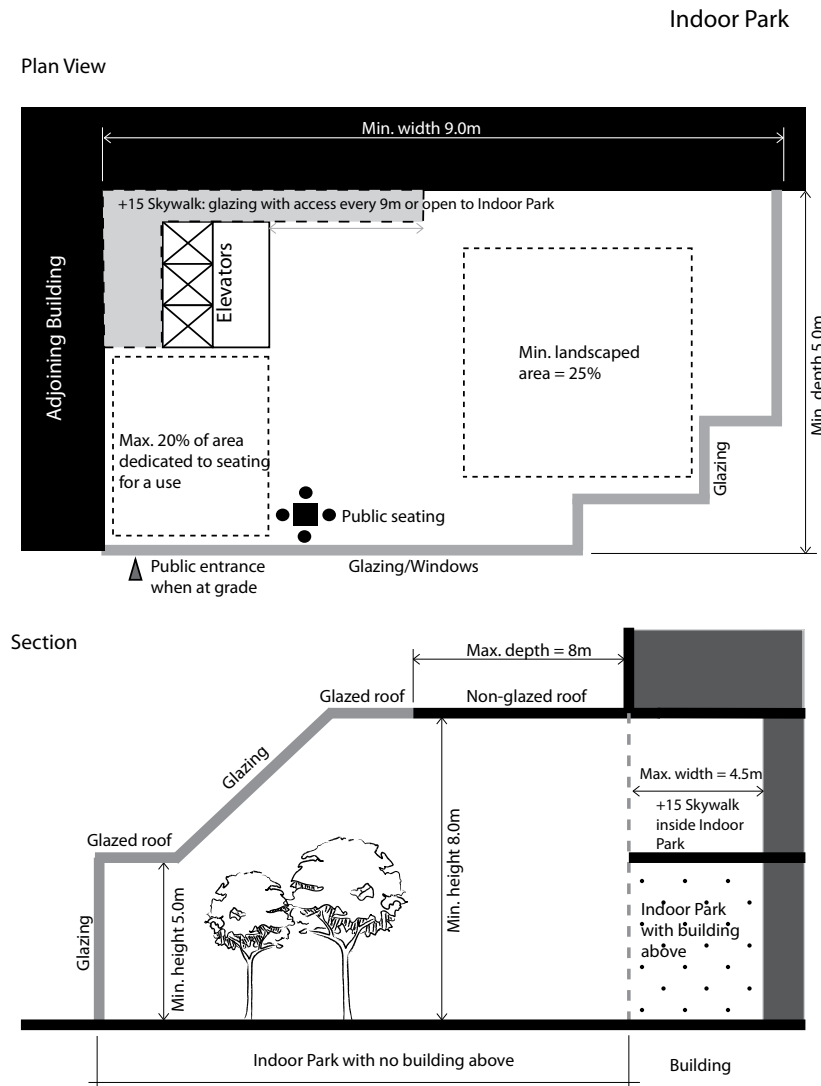 Indoor Park
Plan View
Min. width 9.0m
+15 Skywalk: glazing with access every 9m or open to Indoor Park
Adjoining Building
Elevators
Min. landscaped
area = 25%
Min. depth 5.0m
Max. 20% of area
dedicated to seating
for a use
Glazing
Public seating
Public entrance
when at grade
Glazing/Windows
Section
Max. depth = 8m
Glazed roof
Non-glazed roof
Glazing
Max. width = 4.5m
+15 Skywalk
inside Indoor
Park
Glazed roof
Min. height 8.0m
Glazing
Min. height 5.0m
Indoor Park
with building
above
Indoor Park with no building above
Building